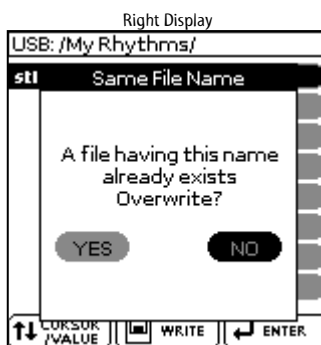 Right Display
USB: /My Rhythms/
stl
Same File Name
A file having this name
already exists
Overwrite?
YES
NO
CURSOR
/VALUE
WRITE
ENTER